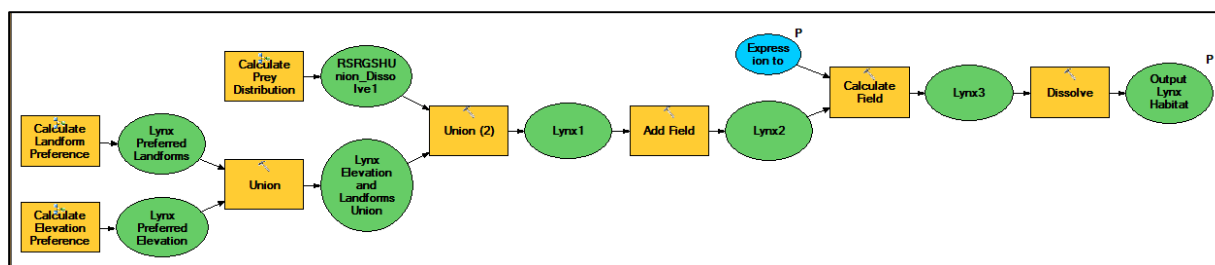 P
Calculate
Prey
Distribution
RSRGSHU
nion_Disso
lve1
Express
ion to
Calculate
Field
Lynx3
Dissolve
P
Output
Lynx
Habitat
Calculate
Landform
Preference
Lynx
Preferred
Landforms
Union (2)
Lynx1
Add Field
Lynx2
Union
Lynx
Elevation
and
Landforms
Union
Calculate
Elevation
Preference
Lynx
Preferred
Elevation